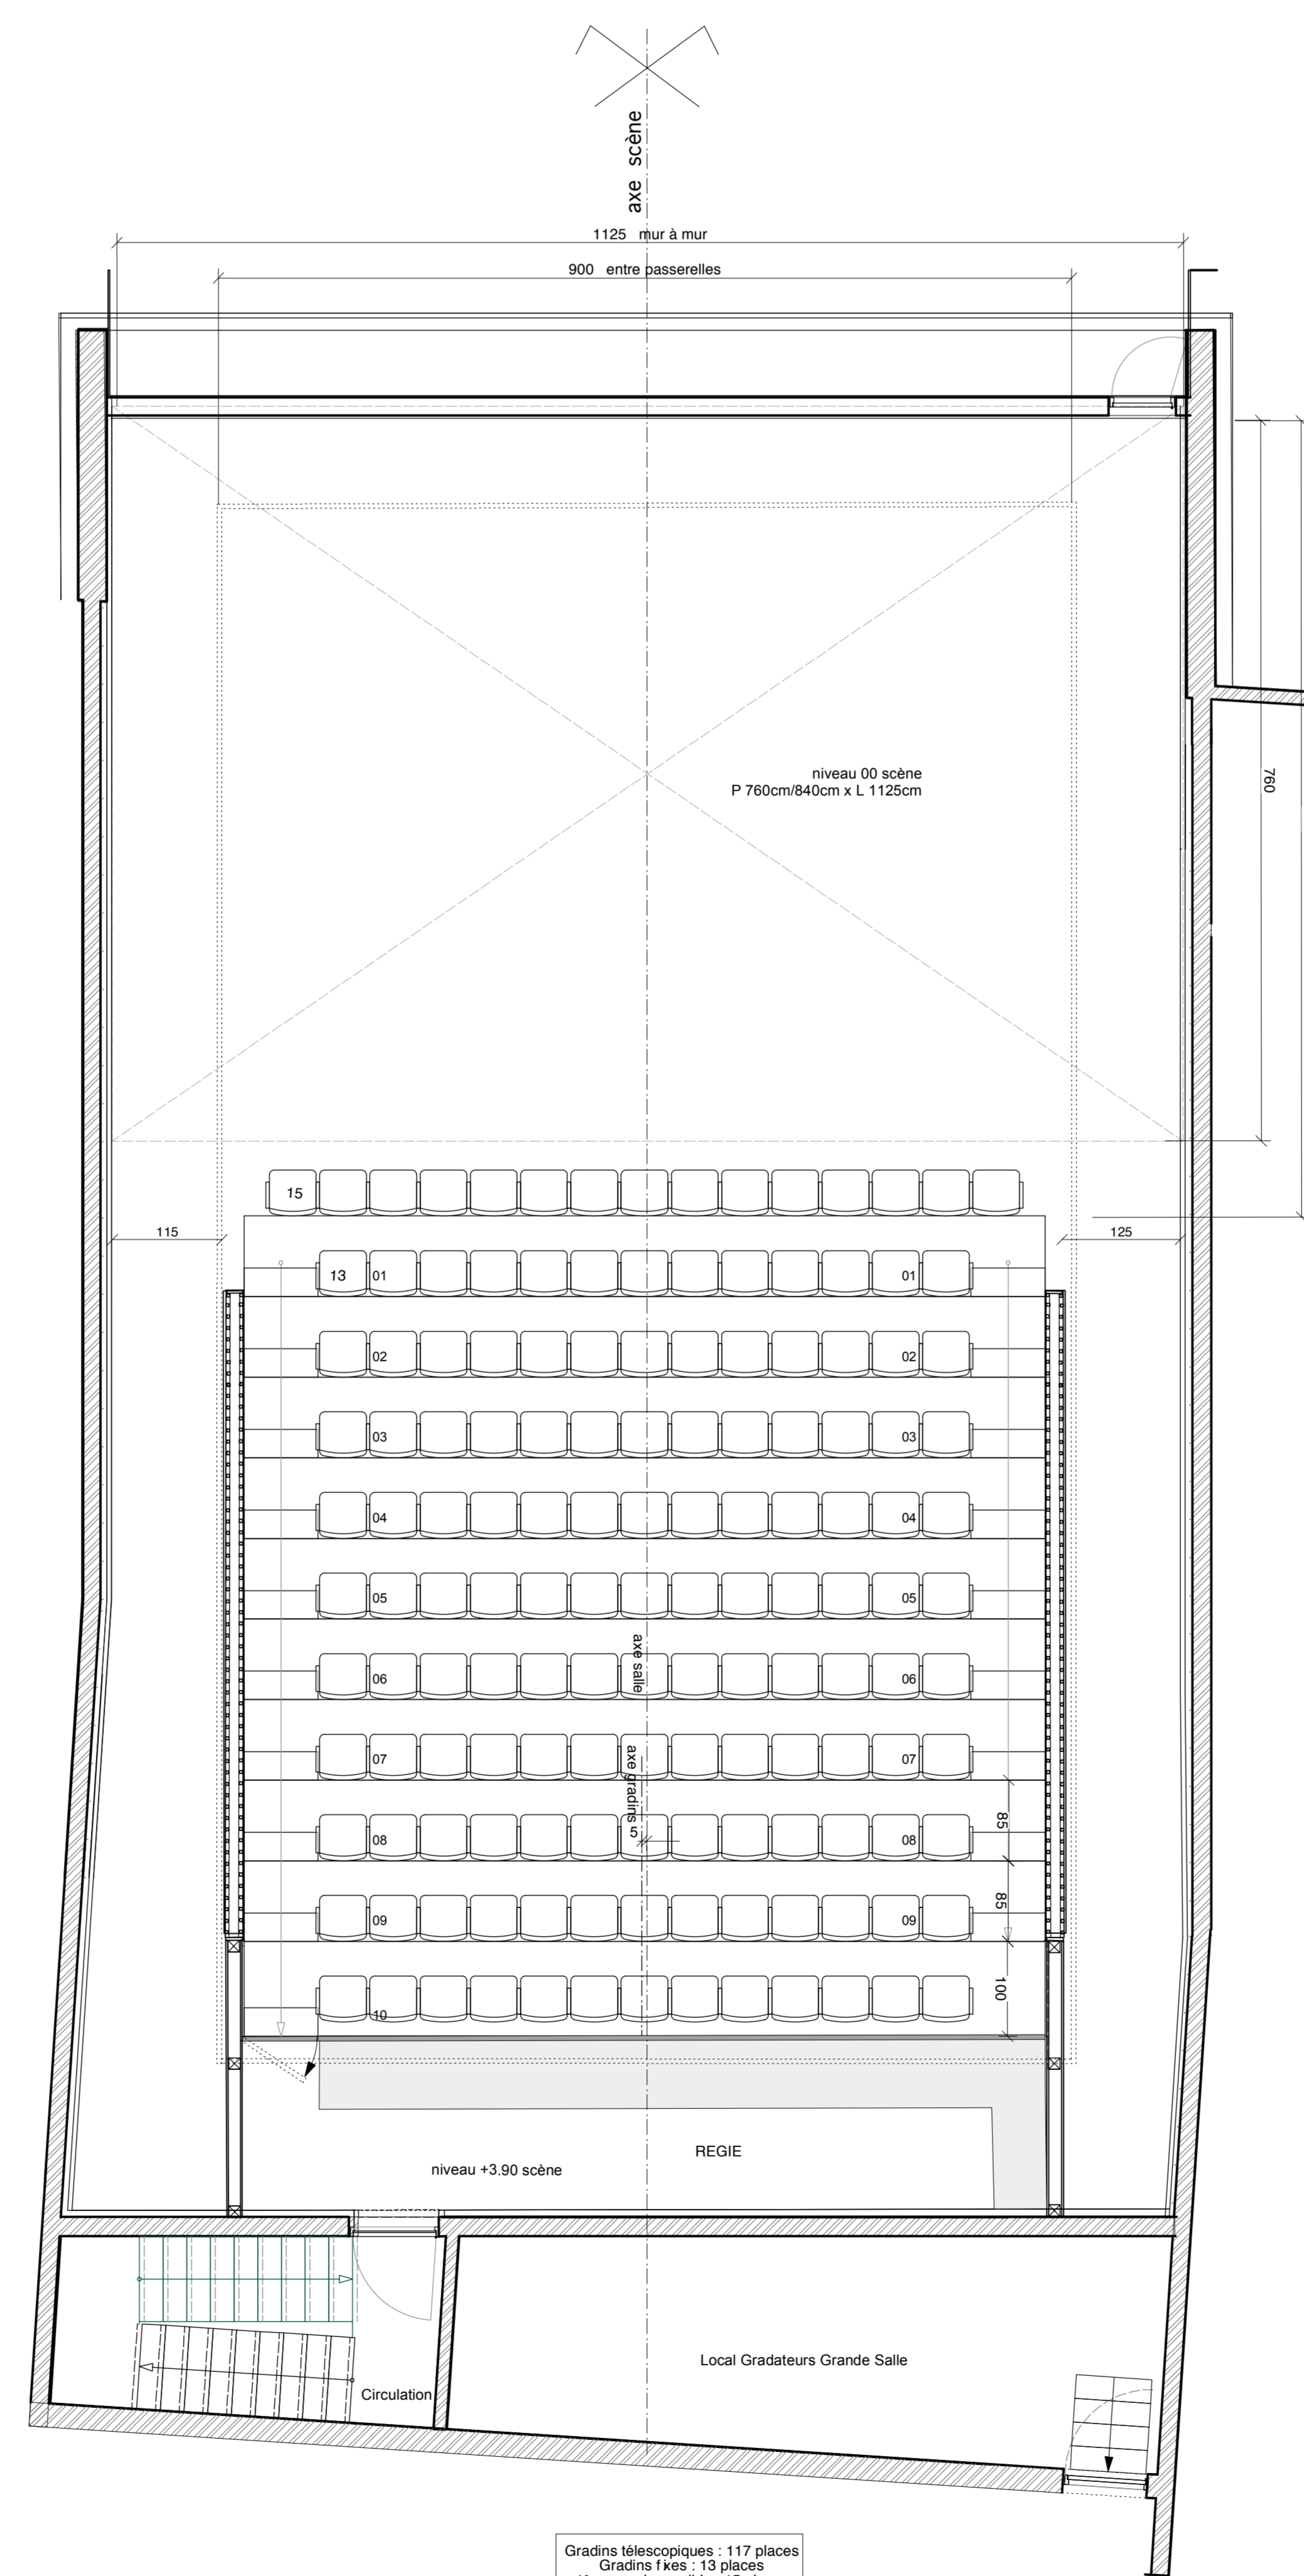 axe scène
1125 mur à mur
900 entre passerelles
niveau 00 scène
P 760cm/840cm x L 1125cm
760
15
115
125
13 01 01
02 02
03 03
04 04
05 05
06 06
axe salle
07 07
axe gradins
85
5
08 08
85
09 09
100
10
REGIE
niveau +3.90 scène
Local Gradateurs Grande Salle
Circulation
Gradins télescopiques : 117 places
Gradins fixes : 13 places